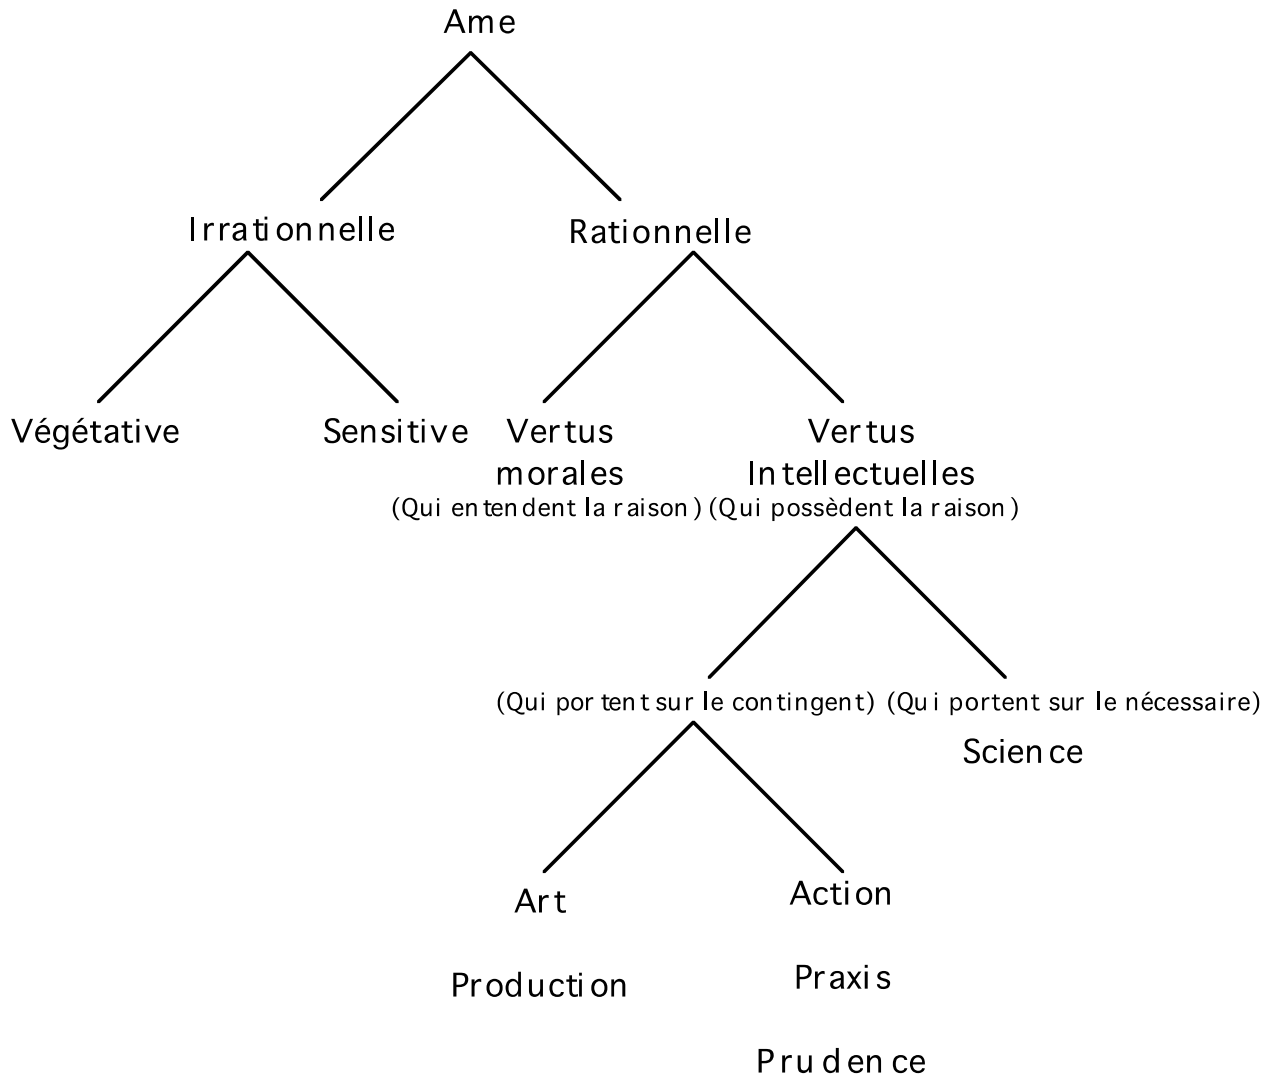 Ame
Irrationnelle
Rationnelle
Végétative
Sensitive
Vertus
morales
(Qui entendent la raison)
Vertus
Intellectuelles
(Qui possèdent la raison)
(Qui portent sur le contingent)
(Qui portent sur le nécessaire)
Science
Art
Production
Action
Praxis
Prudence